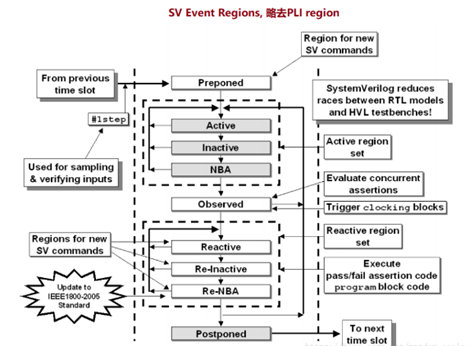 SV Event Regions, 略去PLI region
Region for new
SV commands
From previous
time slot
Preponed
SystemVerilog reduces
races between RTL models
and HVL testbenches!
#1step
Active
Inactive
NBA
Active region
set
Used for sampling
& verifying inputs
Evaluate concurrent
assertions
Observed
Trigger clocking blocks
Regions for new
SV commands
Reactive
Re-Inactive
Re-NBA
Reactive region
set
Execute
pass/fail assertion code
program block code
Update to
IEEE1800-2005
Standard
Postponed
To next
time slot